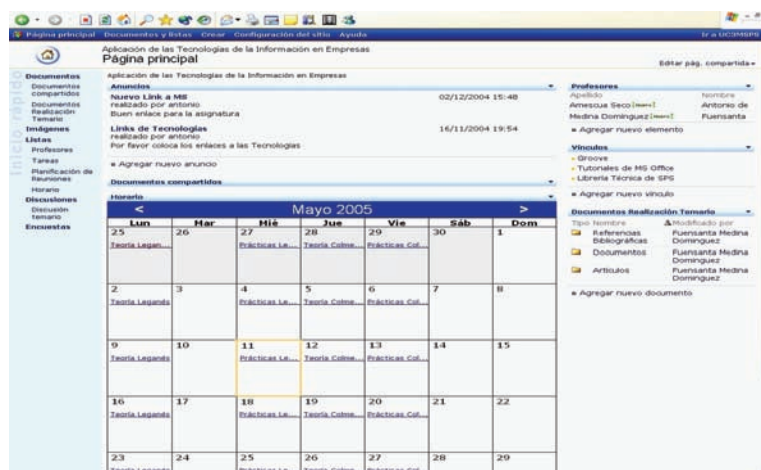 Página principal Documentos y listas Crear Configuración del sitio Ayuda Ir a UC3MSPS
Aplicación de las Tecnologías de la Información en Empresas
Página principal
Editar pág. compartida
inicio rápido
Documentos
Documentos compartidos
Documentos Realización Temario
Imágenes
Listas
Profesores
Tareas
Planificación de Reuniones
Horario
Discusiones
Discusión temario
Encuestas
Aplicación de las Tecnologías de la Información en Empresas
Anuncios
Nuevo Link a MS 02/12/2004 15:48
realizado por antonio
Buen enlace para la asignatura
Links de Tecnologías 16/11/2004 19:54
realizado por antonio
Por favor coloca los enlaces a las Tecnologías
Agregar nuevo anuncio
Documentos compartidos
Horario
< Mayo 2005 >
Lun Mar Mié Jue Vie Sáb Dom
25 26 27 28 29 30 1
Teoría Legan... Prácticas Le... Teoría Colme... Prácticas Col...
2 3 4 5 6 7 8
Teoría Leganés Prácticas Le... Teoría Colme... Prácticas Col...
9 10 11 12 13 14 15
Teoría Leganés Prácticas Le... Teoría Colme... Prácticas Col...
16 17 18 19 20 21 22
Teoría Leganés Prácticas Le... Teoría Colme... Prácticas Col...
23 24 25 26 27 28 29
Profesores
Apellido Nombre
Amescua Seco Antonio de
Medina Domínguez Fuensanta
Agregar nuevo elemento
Vínculos
Groove
Tutoriales de MS Office
Librería Técnica de SPS
Agregar nuevo vínculo
Documentos Realización Temario
Tipo Nombre Modificado por
Referencias Bibliográficas Fuensanta Medina Domínguez
Documentos Fuensanta Medina Domínguez
Artículos Fuensanta Medina Domínguez
Agregar nuevo documento